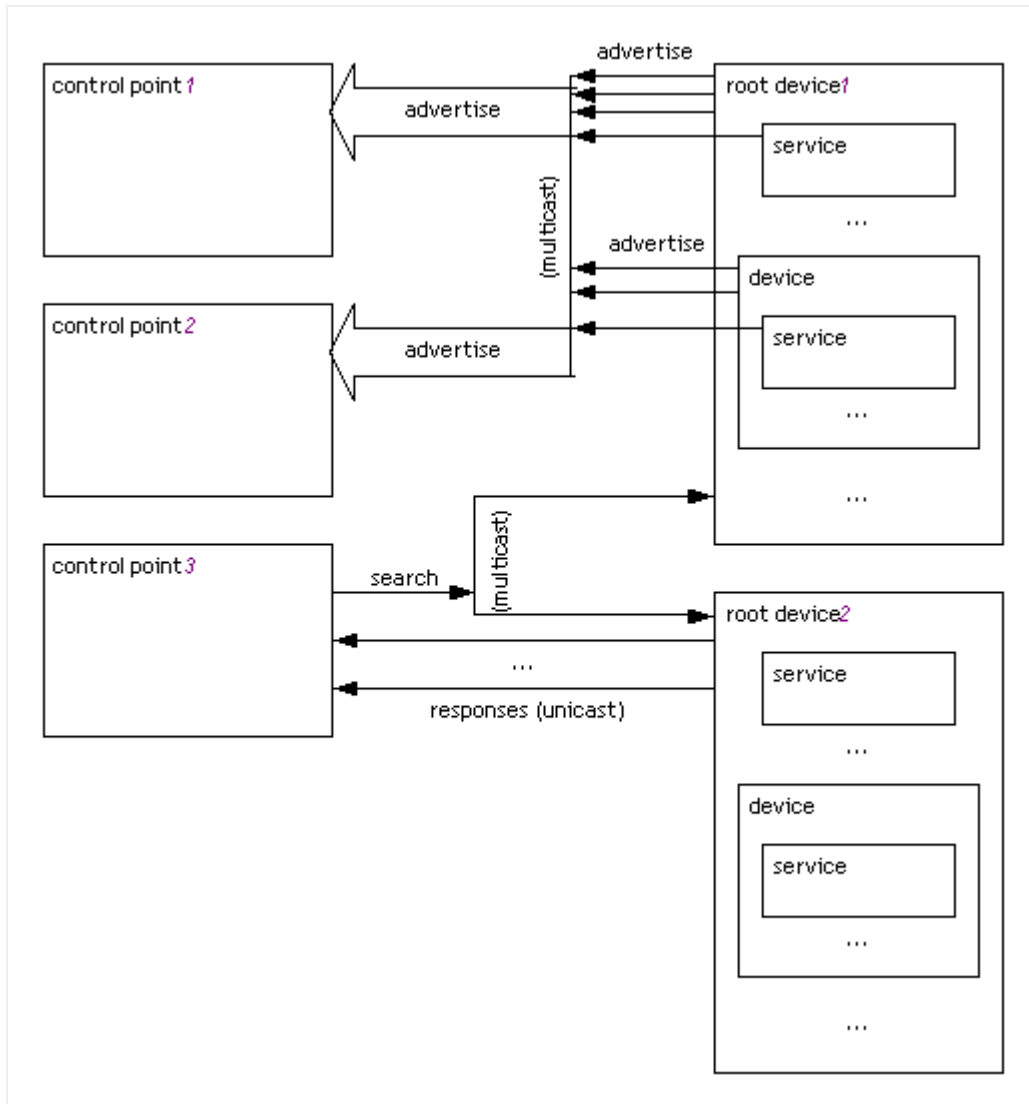 advertise
control point 1
root device 1
advertise
service
...
(multicast)
advertise
device
control point 2
service
advertise
...
...
(multicast)
control point 3
search
root device 2
...
service
responses (unicast)
...
device
service
...
...